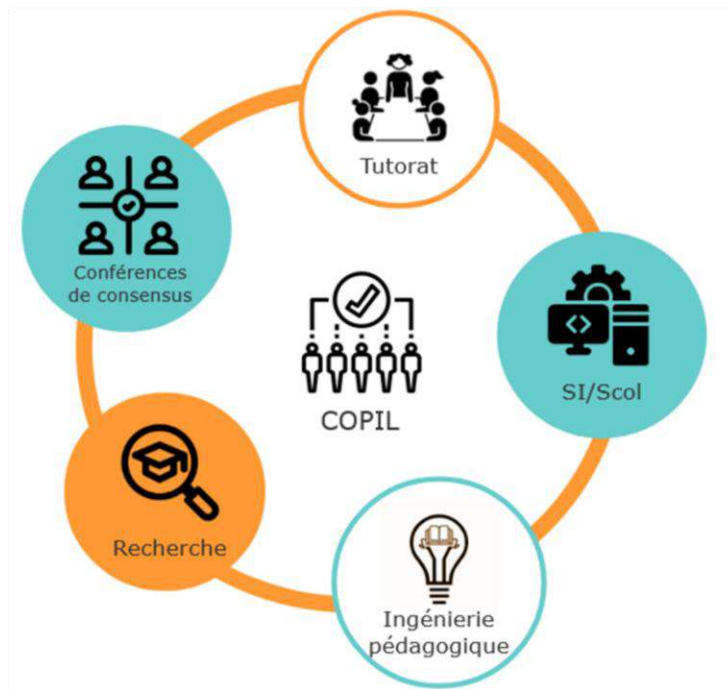 Tutorat
Conférences
de consensus
SI/Scol
COPIL
Recherche
Ingénierie
pédagogique